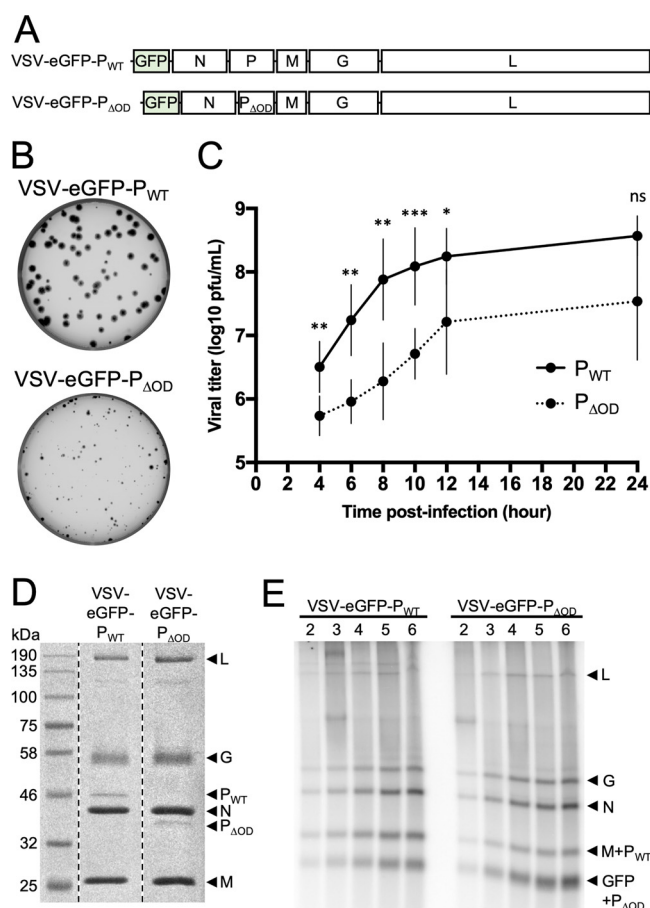 A
VSV-eGFP-PWT GFP N P M G L
VSV-eGFP-PΔOD GFP N PΔOD M G L
B
VSV-eGFP-PWT
VSV-eGFP-PΔOD
C
Viral titer (log10 pfu/mL)
9
8
7
6
5
** ** ** *** * ns
PWT
PΔOD
0 2 4 6 8 10 12 14 16 18 20 22 24
Time post-infection (hour)
D
VSV-
eGFP-
PWT
VSV-
eGFP-
PΔOD
kDa
190
135
100
75
58
46
32
25
L
G
PWT
N
PΔOD
M
E
VSV-eGFP-PWT VSV-eGFP-PΔOD
2 3 4 5 6 2 3 4 5 6
L
G
N
M+PWT
GFP
+PΔOD